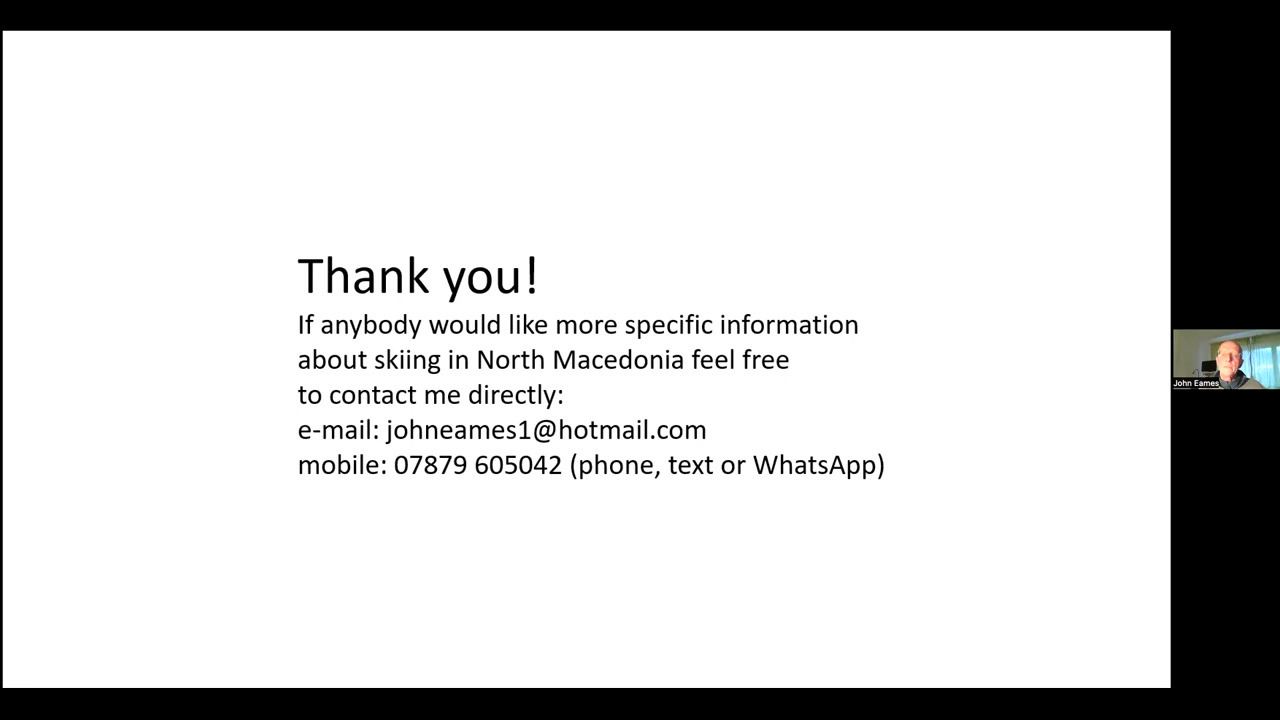 Thank you!
If anybody would like more specific information
about skiing in North Macedonia feel free
to contact me directly:
e-mail: johneames1@hotmail.com
mobile: 07879 605042 (phone, text or WhatsApp)
John Eames